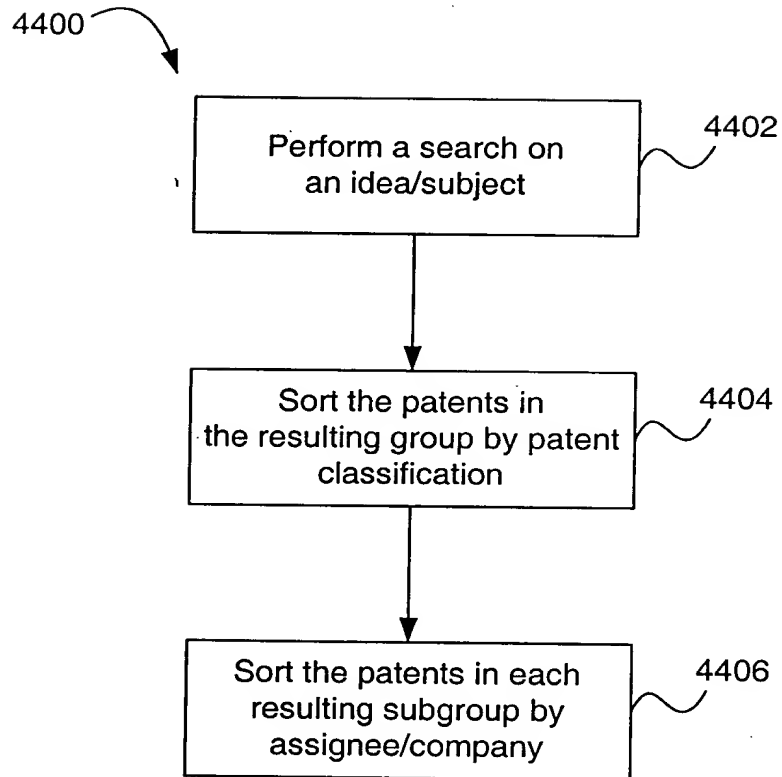 4400
Perform a search on
an idea/subject
4402
Sort the patents in
the resulting group by patent
classification
4404
Sort the patents in each
resulting subgroup by
assignee/company
4406